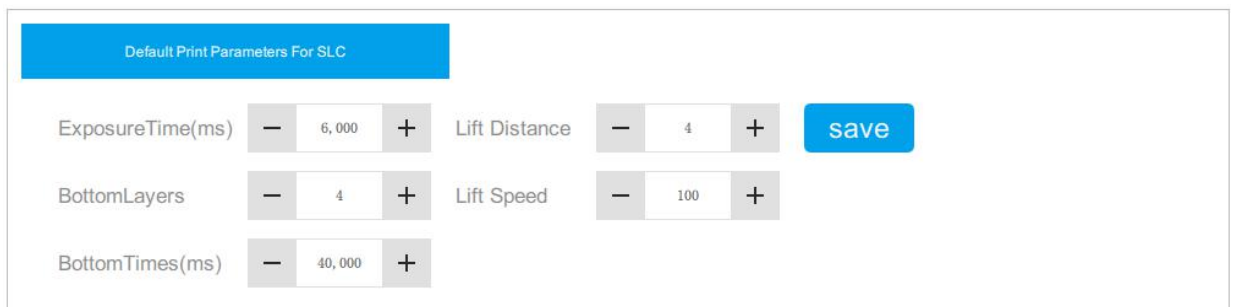 Default Print Parameters For SLC
ExposureTime(ms) − 6,000 + Lift Distance − 4 + save
BottomLayers − 4 + Lift Speed − 100 +
BottomTimes(ms) − 40,000 +